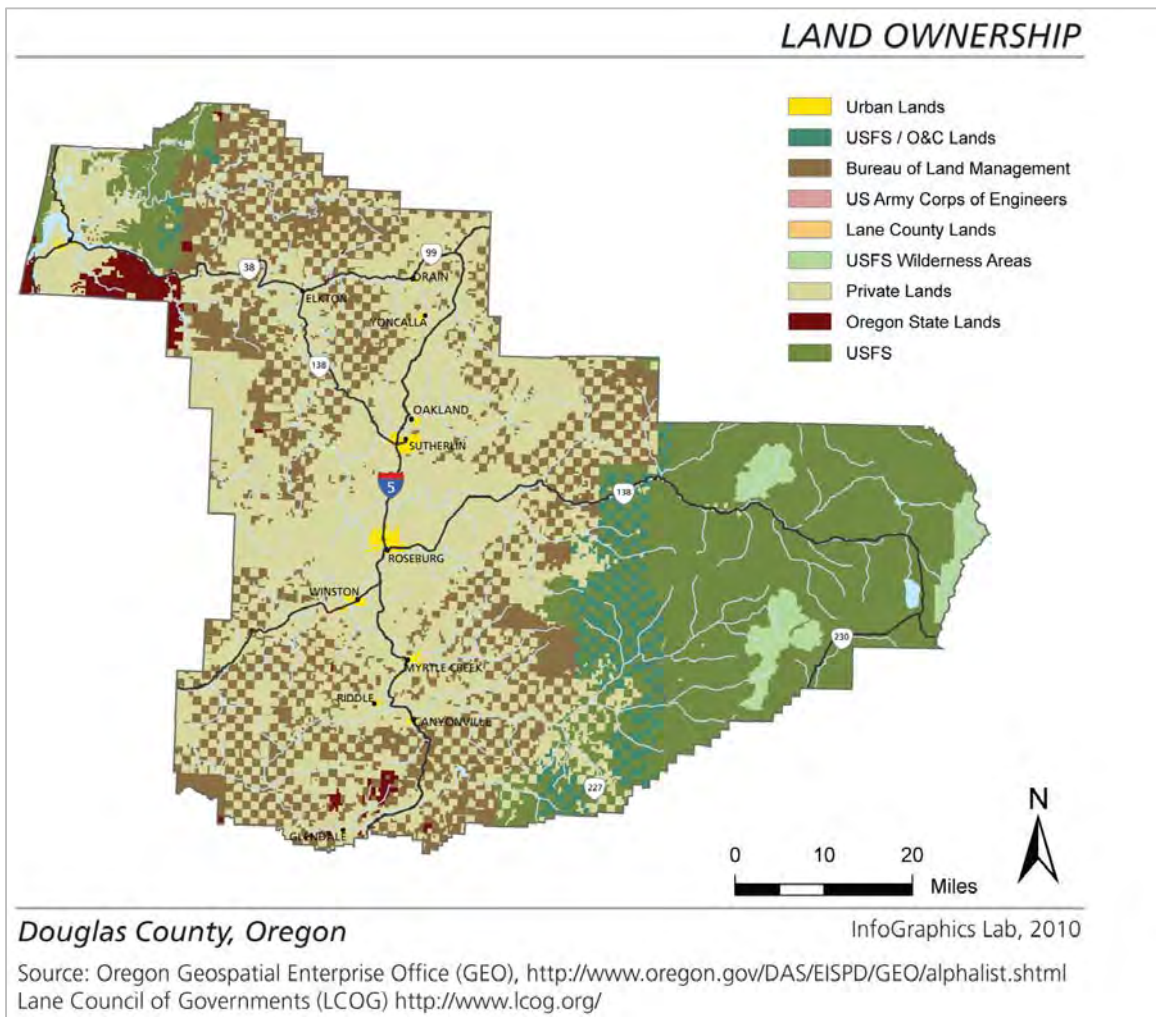 LAND OWNERSHIP
Urban Lands
USFS / O&C Lands
Bureau of Land Management
US Army Corps of Engineers
Lane County Lands
USFS Wilderness Areas
Private Lands
Oregon State Lands
USFS
99
38
DRAIN
ELKTON
YONCALLA
138
OAKLAND
SUTHERLIN
5
138
ROSEBURG
WINSTON
230
MYRTLE CREEK
RIDDLE
CANYONVILLE
227
GLENDALE
N
0 10 20
Miles
Douglas County, Oregon
InfoGraphics Lab, 2010
Source: Oregon Geospatial Enterprise Office (GEO), http://www.oregon.gov/DAS/EISPD/GEO/alphalist.shtml
Lane Council of Governments (LCOG) http://www.lcog.org/